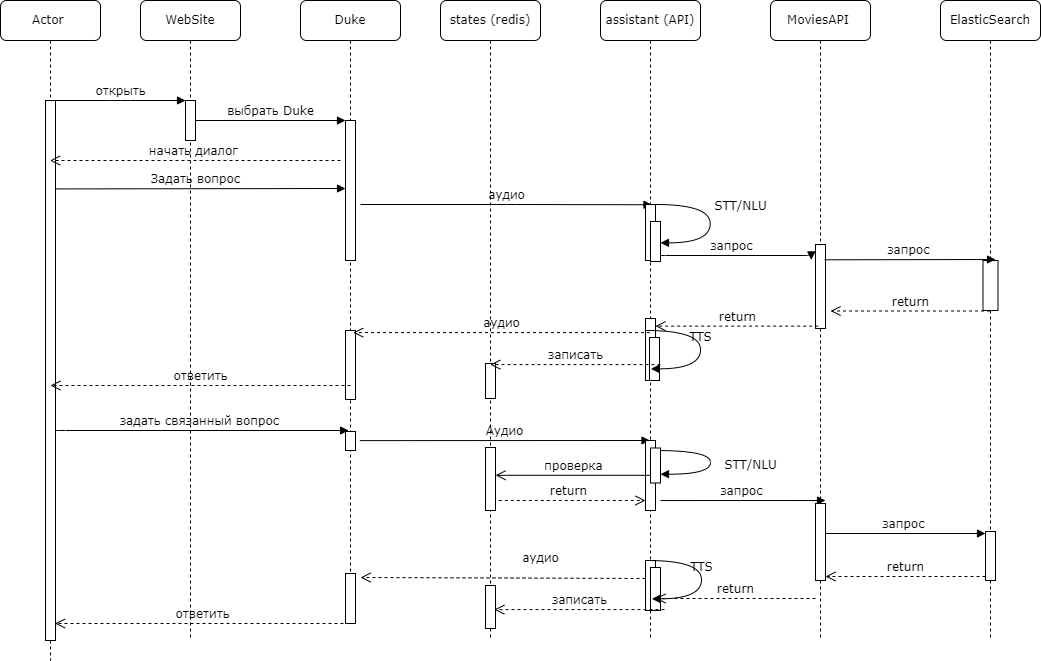 Actor
WebSite
Duke
states (redis)
assistant (API)
MoviesAPI
ElasticSearch
открыть
выбрать Duke
начать диалог
Задать вопрос
аудио
STT/NLU
запрос
запрос
return
return
аудио
TTS
записать
ответить
задать связанный вопрос
Аудио
STT/NLU
проверка
return
запрос
запрос
аудио
TTS
return
return
записать
ответить